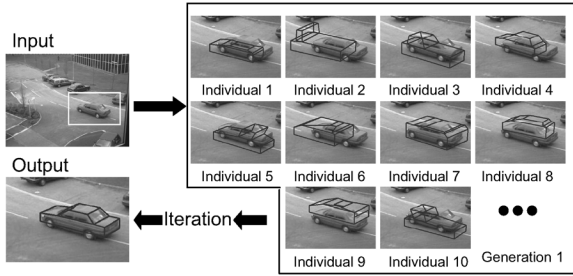 Input
Individual 1
Individual 2
Individual 3
Individual 4
Individual 5
Individual 6
Individual 7
Individual 8
Output
Iteration
Individual 9
Individual 10
Generation 1